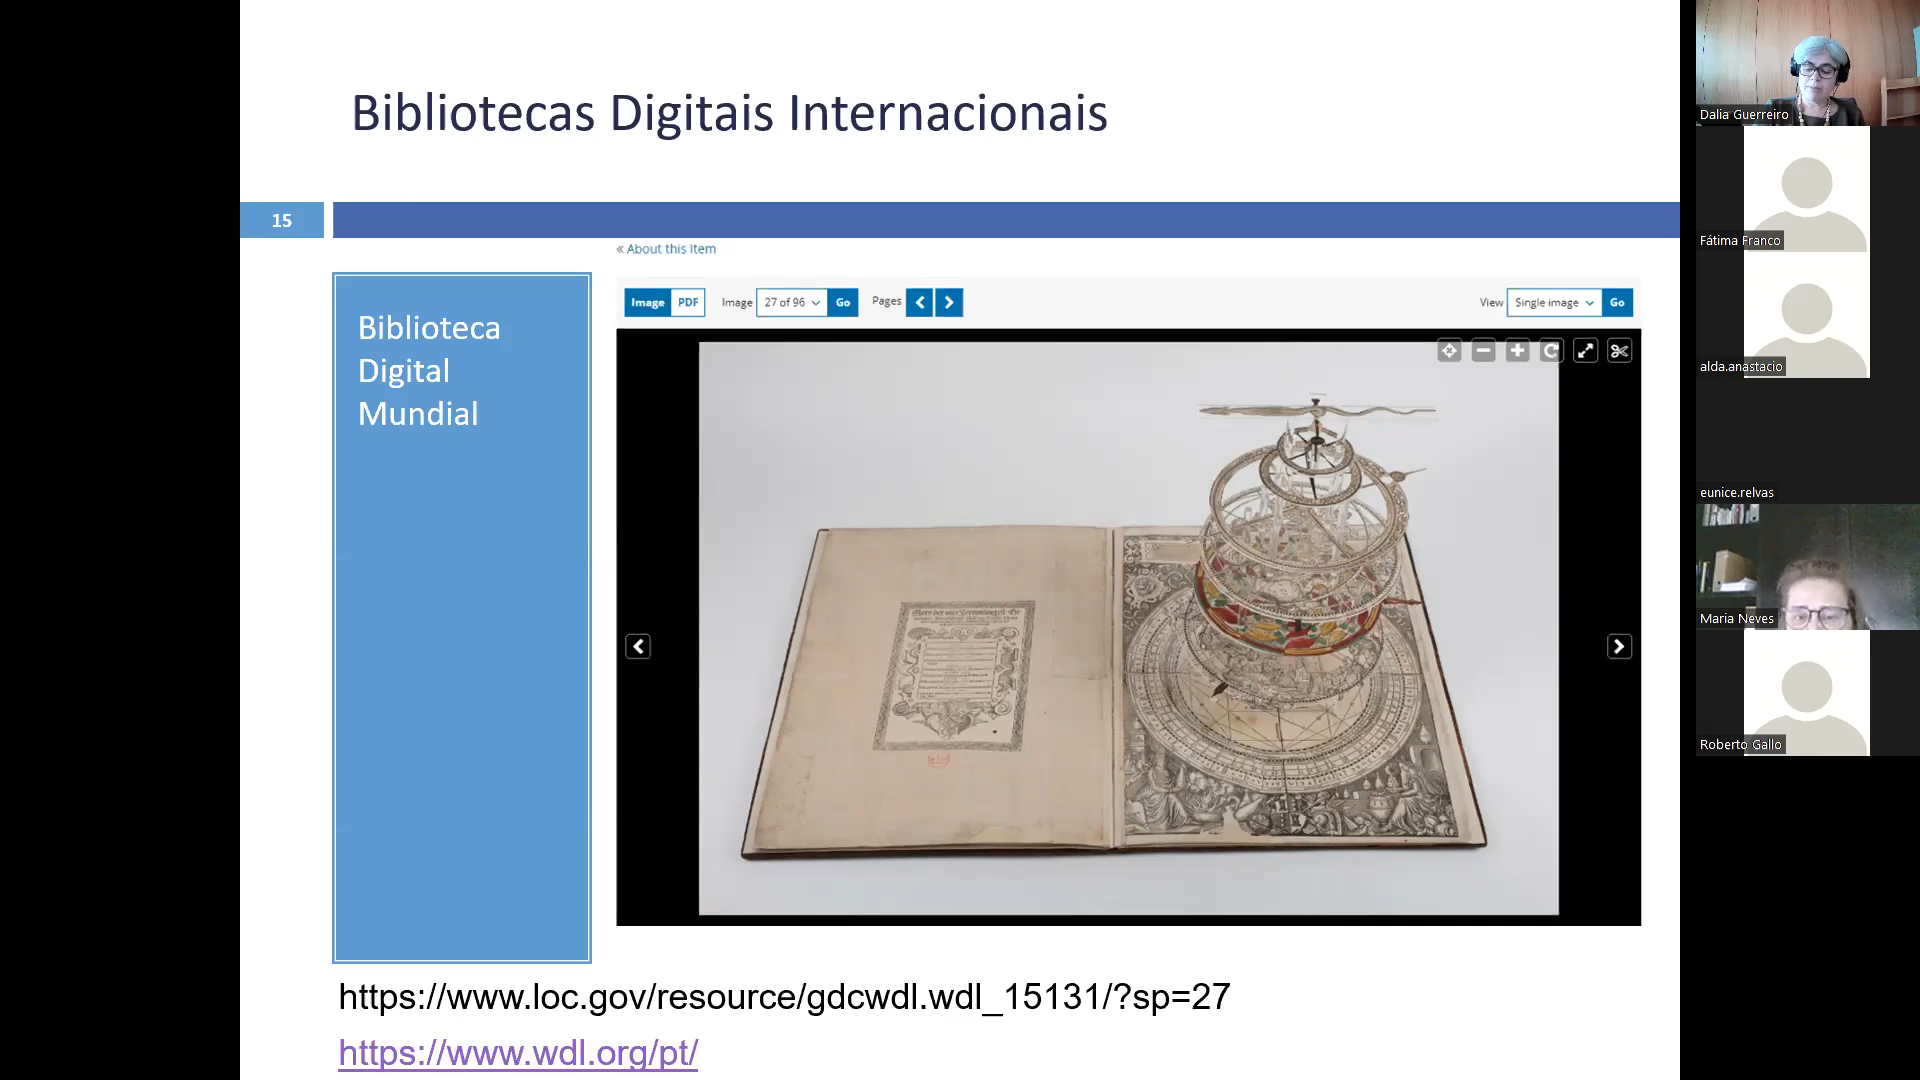 Bibliotecas Digitais Internacionais
15
« About this Item
Image PDF Image 27 of 96 Go Pages
View Single image Go
Biblioteca
Digital
Mundial
https://www.loc.gov/resource/gdcwdl.wdl_15131/?sp=27
https://www.wdl.org/pt/
Dalia Guerreiro
Fátima Franco
alda.anastacio
eunice.relvas
Maria Neves
Roberto Gallo